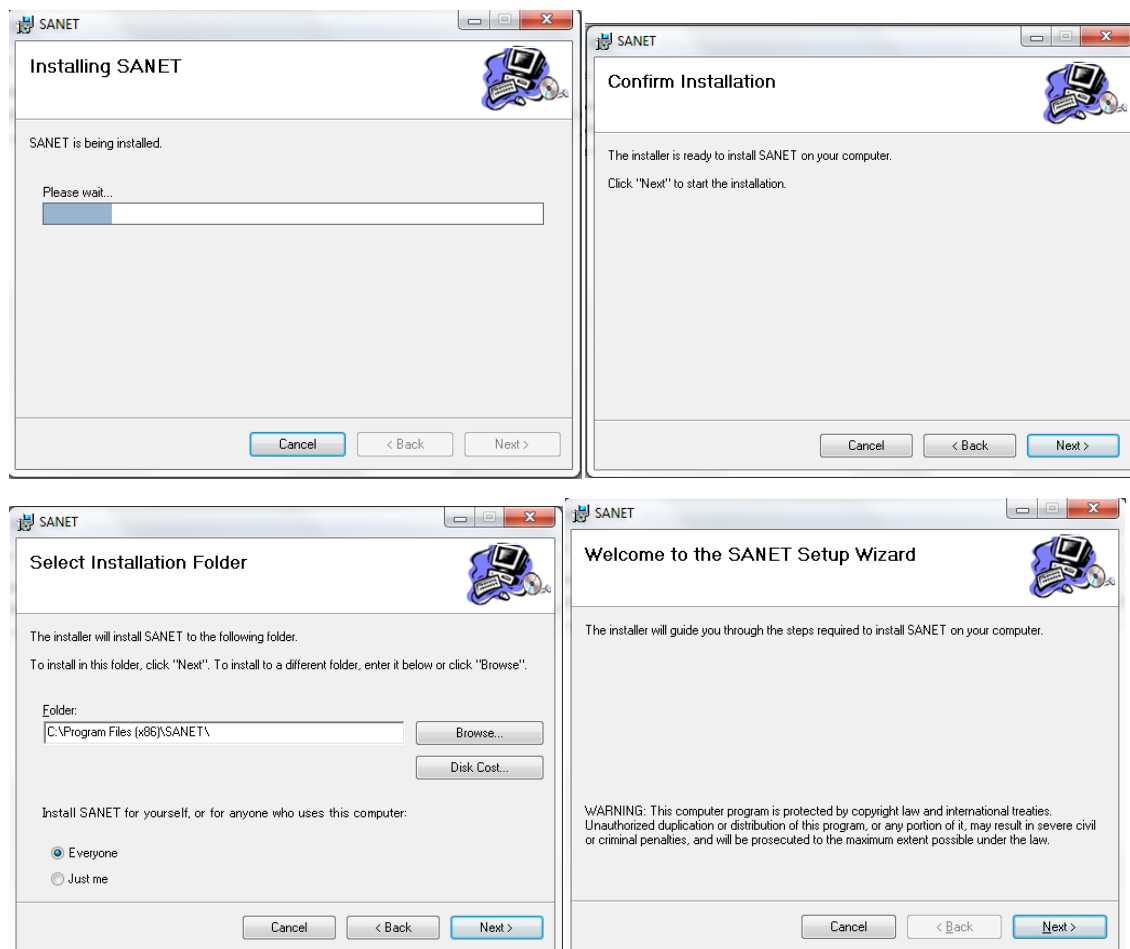 SANET
Installing SANET
SANET is being installed.
Please wait...
Cancel
< Back
Next >
SANET
Confirm Installation
The installer is ready to install SANET on your computer.
Click "Next" to start the installation.
Cancel
< Back
Next >
SANET
Select Installation Folder
The installer will install SANET to the following folder.
To install in this folder, click "Next". To install to a different folder, enter it below or click "Browse".
Folder:
C:\Program Files (x86)\SANET\
Browse...
Disk Cost...
Install SANET for yourself, or for anyone who uses this computer:
Everyone
Just me
Cancel
< Back
Next >
SANET
Welcome to the SANET Setup Wizard
The installer will guide you through the steps required to install SANET on your computer.
WARNING: This computer program is protected by copyright law and international treaties.
Unauthorized duplication or distribution of this program, or any portion of it, may result in severe civil
or criminal penalties, and will be prosecuted to the maximum extent possible under the law.
Cancel
< Back
Next >